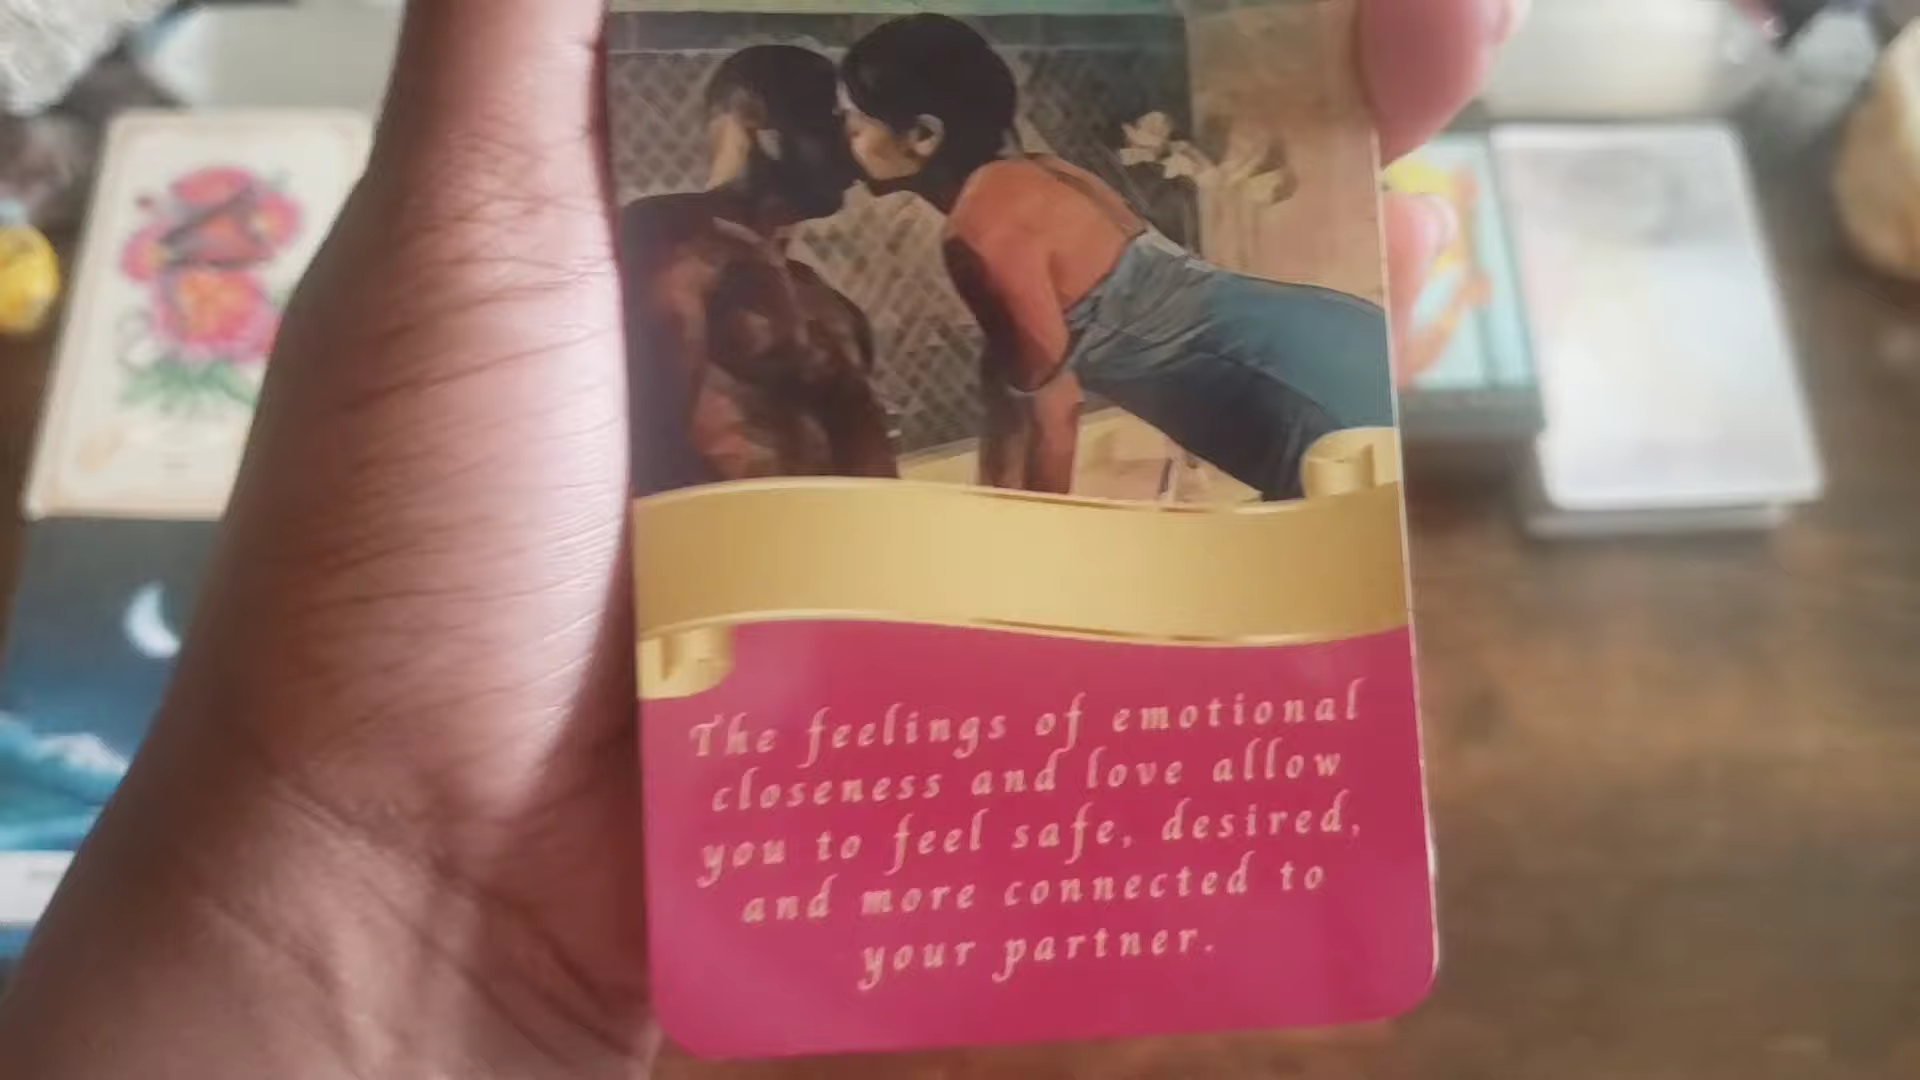 The feelings of emotional
closeness and love allow
you to feel safe, desired,
and more connected to
your partner.